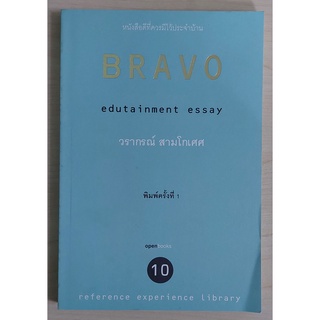 หนังสือดีที่ควรมีไว้ประจำบ้าน
BRAVO
edutainment essay
วรากรณ์ สามโกเศศ
พิมพ์ครั้งที่ 1
openbooks
10
reference experience library